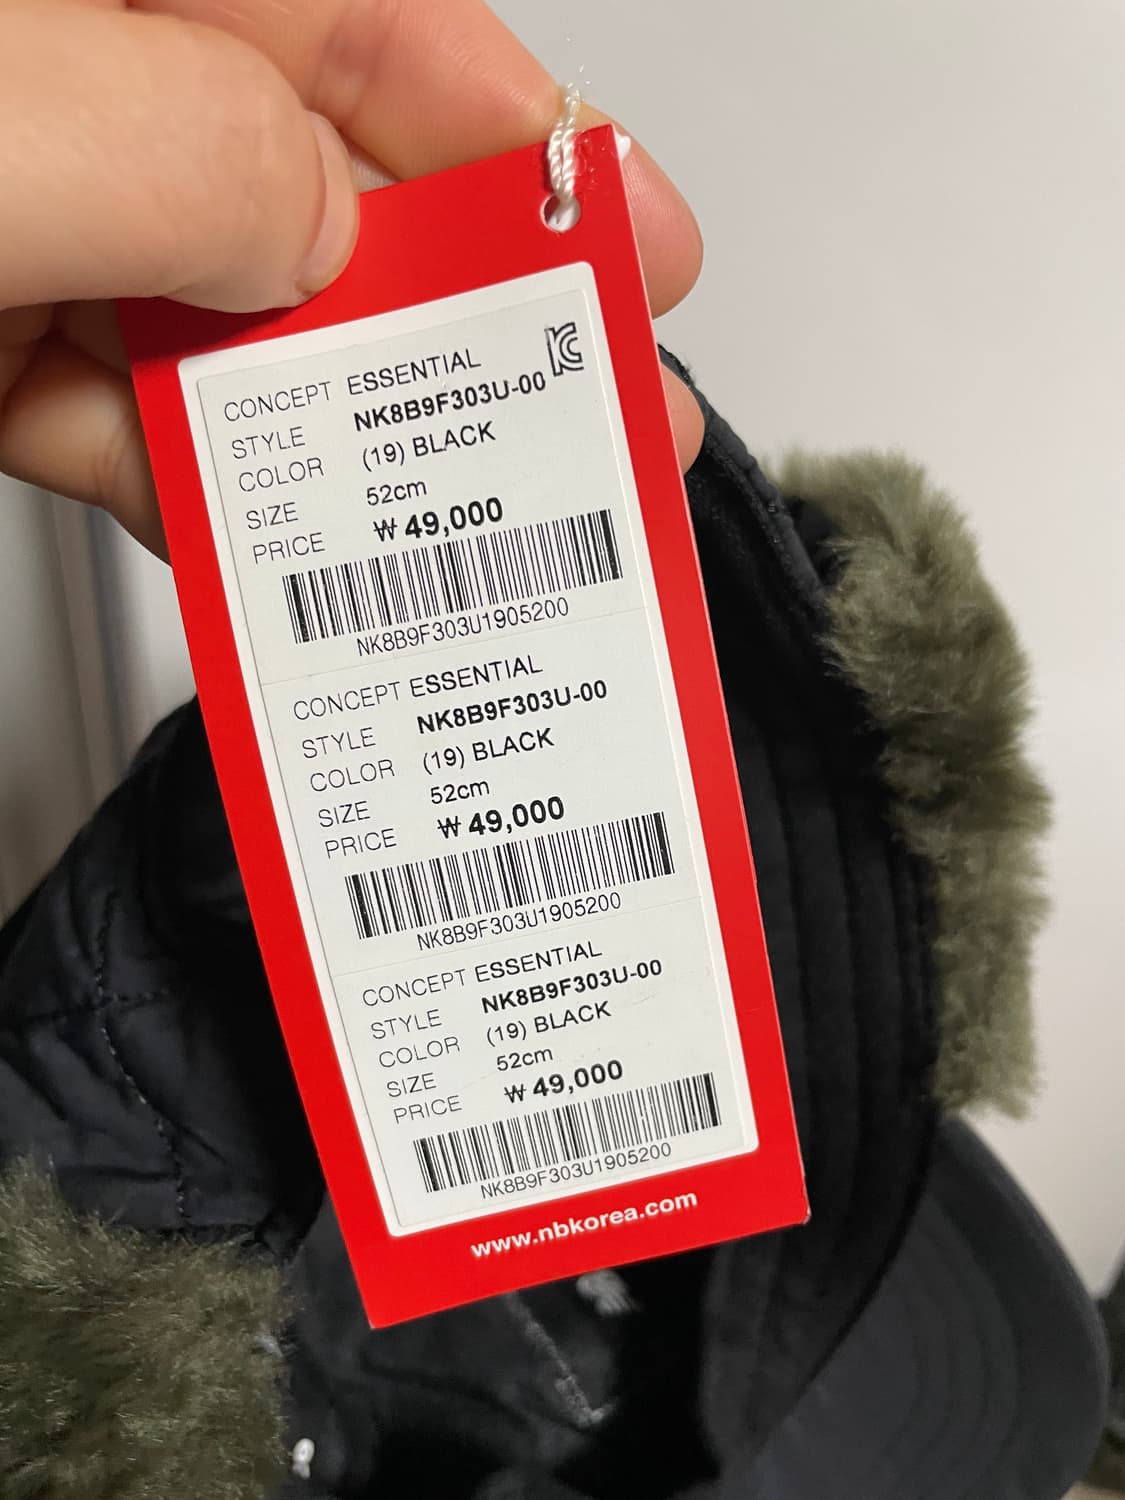 CONCEPT ESSENTIAL
STYLE NK8B9F303U-00
COLOR (19) BLACK
SIZE 52cm
PRICE ₩ 49,000
NK8B9F303U1905200
CONCEPT ESSENTIAL
STYLE NK8B9F303U-00
COLOR (19) BLACK
SIZE 52cm
PRICE ₩ 49,000
NK8B9F303U1905200
CONCEPT ESSENTIAL
STYLE NK8B9F303U-00
COLOR (19) BLACK
SIZE 52cm
PRICE ₩ 49,000
NK8B9F303U1905200
www.nbkorea.com